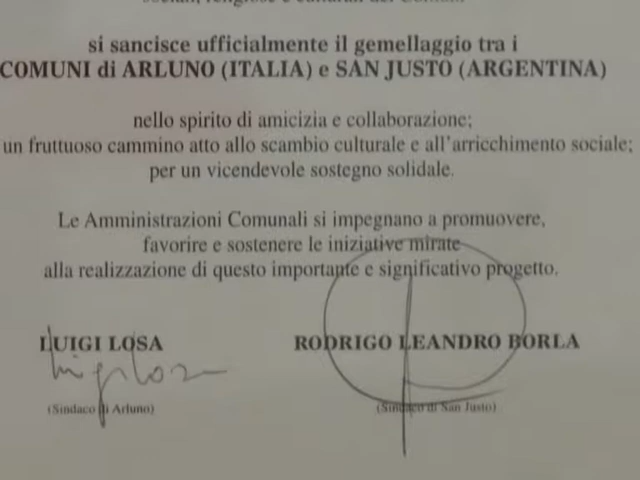 si sancisce ufficialmente il gemellaggio tra i
COMUNI di ARLUNO (ITALIA) e SAN JUSTO (ARGENTINA)
nello spirito di amicizia e collaborazione;
un fruttuoso cammino atto allo scambio culturale e all'arricchimento sociale;
per un vicendevole sostegno solidale.
Le Amministrazioni Comunali si impegnano a promuovere,
favorire e sostenere le iniziative mirate
alla realizzazione di questo importante e significativo progetto.
LUIGI LOSA RODRIGO LEANDRO BORLA
(Sindaco di Arluno) (Sindaco di San Justo)